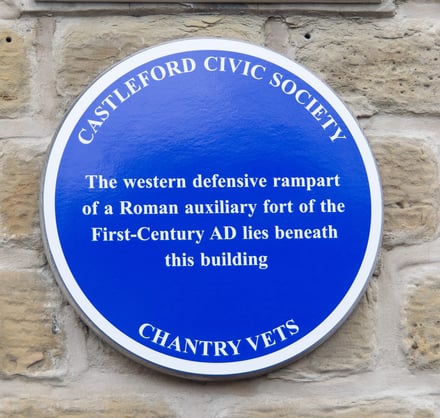 CASTLEFORD CIVIC SOCIETY
The western defensive rampart
of a Roman auxiliary fort of the
First-Century AD lies beneath
this building
CHANTRY VETS